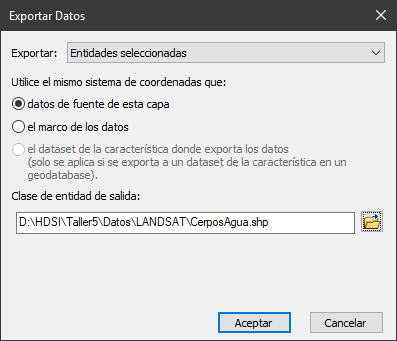 Exportar Datos
Exportar: Entidades seleccionadas
Utilice el mismo sistema de coordenadas que:
datos de fuente de esta capa
el marco de los datos
el dataset de la característica donde exporta los datos
(solo se aplica si se exporta a un dataset de la característica en un
geodatabase).
Clase de entidad de salida:
D:\HDSI\Taller5\Datos\LANDSAT\CerposAgua.shp
Aceptar Cancelar